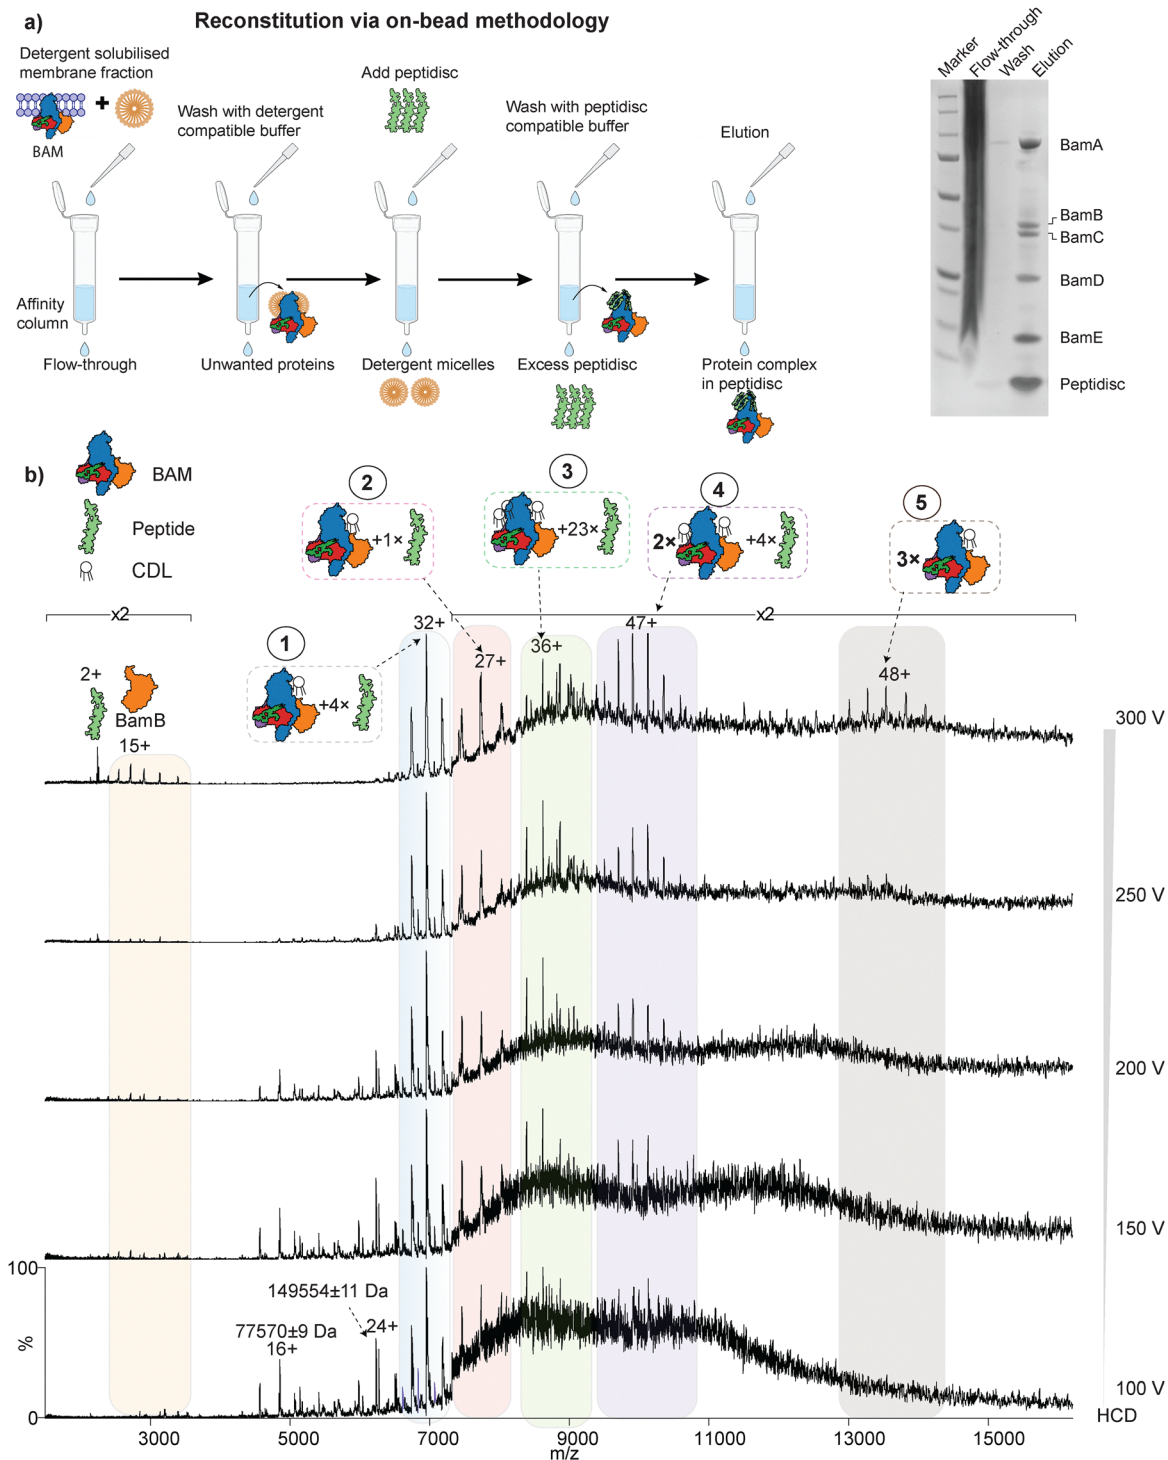 a)
Reconstitution via on-bead methodology
Detergent solubilised
membrane fraction
+
BAM
Wash with detergent
compatible buffer
Add peptidisc
Wash with peptidisc
compatible buffer
Elution
Affinity
column
Flow-through
Unwanted proteins
Detergent micelles
Excess peptidisc
Protein complex
in peptidisc
Marker
Flow-through
Wash
Elution
BamA
BamB
BamC
BamD
BamE
Peptidisc
b)
BAM
Peptide
CDL
2
+1×
3
+23×
4
2×
+4×
5
3×
x2
x2
1
+4×
2+
BamB
15+
32+
27+
36+
47+
48+
300 V
250 V
200 V
150 V
100 V
HCD
100
%
0
149554±11 Da
24+
77570±9 Da
16+
3000
5000
7000
9000
11000
13000
15000
m/z